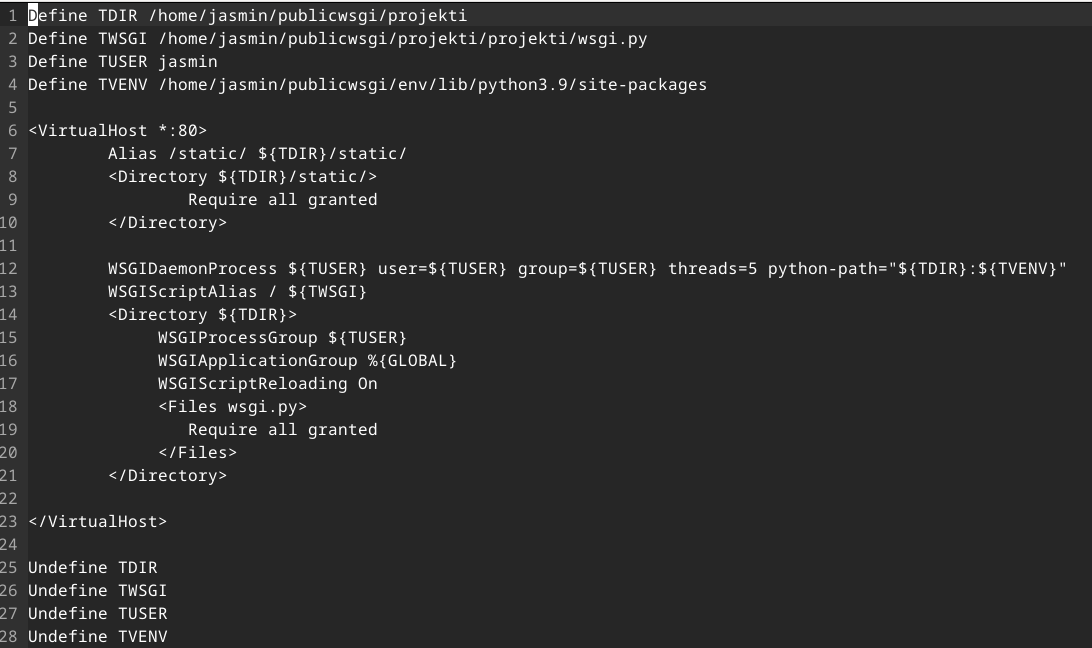 1 Define TDIR /home/jasmin/publicwsgi/projekti
2 Define TWSGI /home/jasmin/publicwsgi/projekti/projekti/wsgi.py
3 Define TUSER jasmin
4 Define TVENV /home/jasmin/publicwsgi/env/lib/python3.9/site-packages
5
6 <VirtualHost *:80>
7         Alias /static/ ${TDIR}/static/
8         <Directory ${TDIR}/static/>
9                 Require all granted
10         </Directory>
11
12         WSGIDaemonProcess ${TUSER} user=${TUSER} group=${TUSER} threads=5 python-path="${TDIR}:${TVENV}"
13         WSGIScriptAlias / ${TWSGI}
14         <Directory ${TDIR}>
15              WSGIProcessGroup ${TUSER}
16              WSGIApplicationGroup %{GLOBAL}
17              WSGIScriptReloading On
18              <Files wsgi.py>
19                 Require all granted
20              </Files>
21         </Directory>
22
23 </VirtualHost>
24
25 Undefine TDIR
26 Undefine TWSGI
27 Undefine TUSER
28 Undefine TVENV